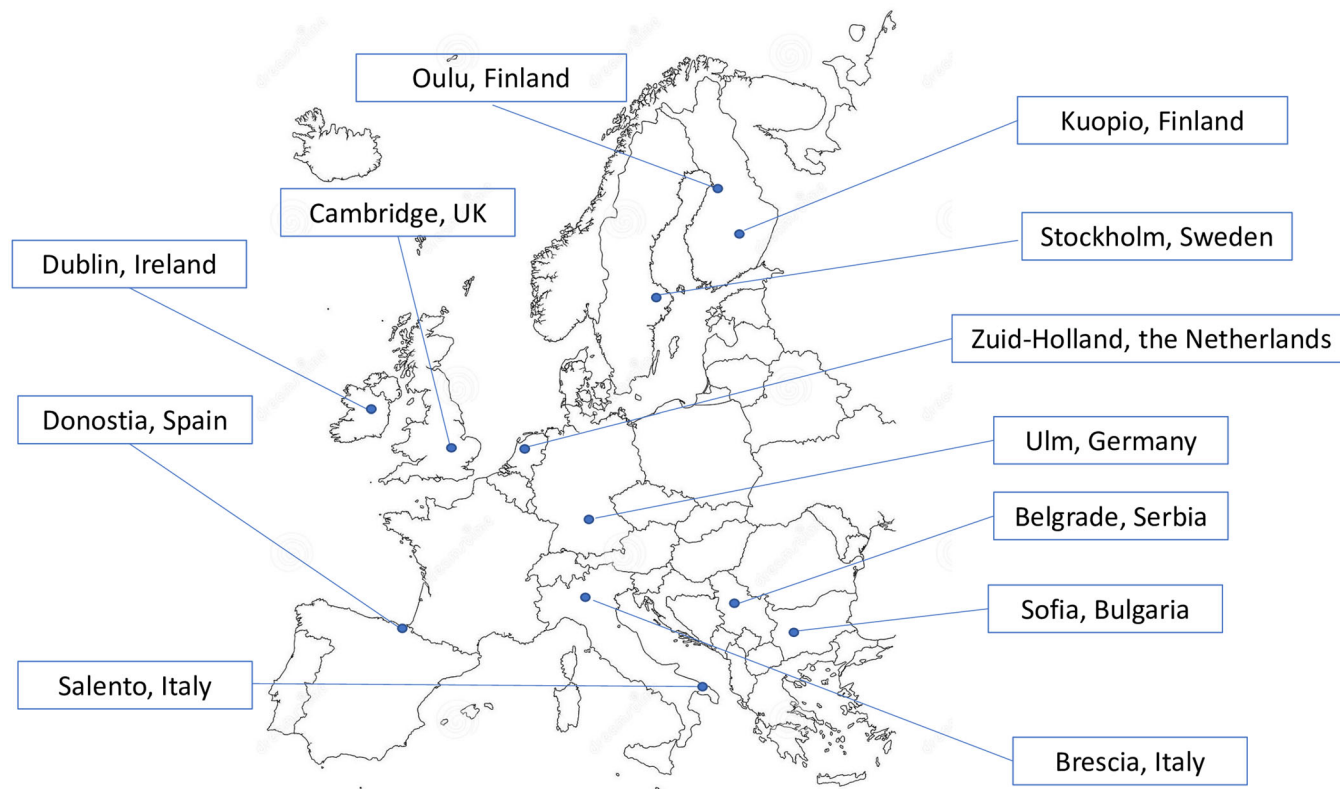 Oulu, Finland
Kuopio, Finland
Cambridge, UK
Stockholm, Sweden
Dublin, Ireland
Zuid-Holland, the Netherlands
Donostia, Spain
Ulm, Germany
Belgrade, Serbia
Sofia, Bulgaria
Salento, Italy
Brescia, Italy